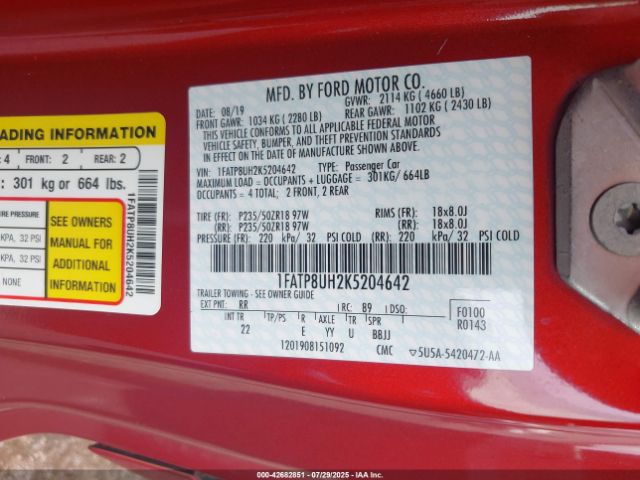 MFD. BY FORD MOTOR CO.
DATE: 08/19 GVWR: 2114 KG ( 4660 LB)
FRONT GAWR: 1034 KG ( 2280 LB) REAR GAWR: 1102 KG ( 2430 LB)
THIS VEHICLE CONFORMS TO ALL APPLICABLE FEDERAL MOTOR
VEHICLE SAFETY, BUMPER, AND THEFT PREVENTION STANDARDS
IN EFFECT ON THE DATE OF MANUFACTURE SHOWN ABOVE.
VIN: 1FATP8UH2K5204642 TYPE: Passenger Car
MAXIMUM LOAD = OCCUPANTS + LUGGAGE = 301KG/ 664LB
OCCUPANTS = 4 TOTAL; 2 FRONT, 2 REAR
TIRE (FR): P235/50ZR18 97W RIMS (FR): 18x8.0J
(RR): P235/50ZR18 97W (RR): 18x8.0J
PRESSURE (FR): 220 kPa/ 32 PSI COLD (RR): 220 kPa/ 32 PSI COLD
1FATP8UH2K5204642
TRAILER TOWING - SEE OWNER GUIDE
EXT PNT: RR RC: B9 DSO: F0100
INT TR TP/PS R AXLE TR SPR R0143
22 E YY U BBJJ
1201908151092 CMC 5U5A-5420472-AA
ADING INFORMATION
: 4 FRONT: 2 REAR: 2
: 301 kg or 664 lbs.
RE PRESSURE
KPA, 32 PSI
KPA, 32 PSI
NONE
SEE OWNERS
MANUAL FOR
ADDITIONAL
INFORMATION
1FATP8UH2K5204642
000-42682851 - 07/29/2025 - Copyright IAA, LLC